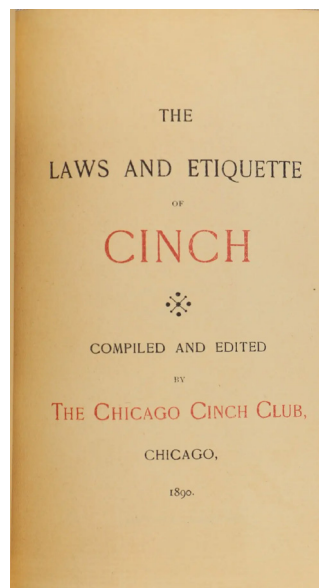 THE
LAWS AND ETIQUETTE
OF
CINCH
COMPILED AND EDITED
BY
THE CHICAGO CINCH CLUB,
CHICAGO,
1890.